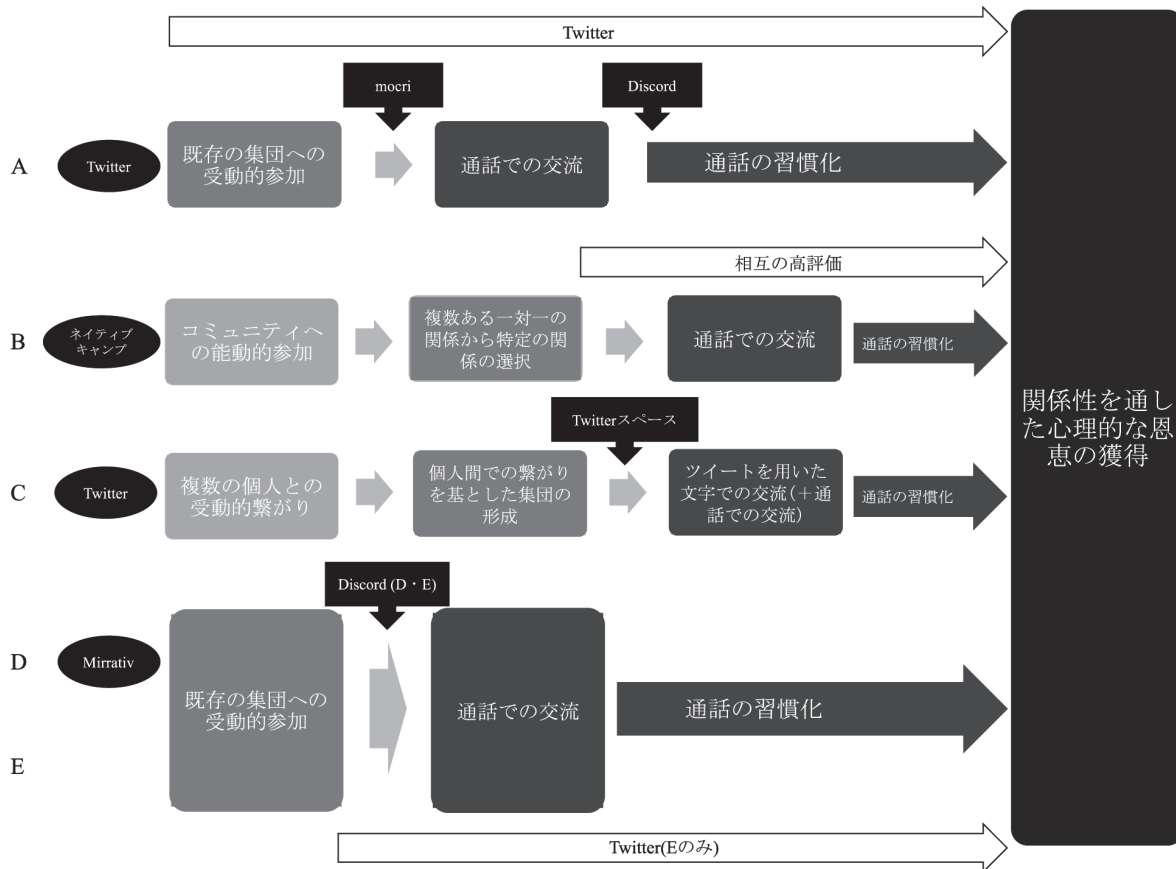 Twitter
mocri
Discord
A
Twitter
既存の集団への
受動的参加
通話での交流
通話の習慣化
相互の高評価
B
ネイティブ
キャンプ
コミュニティへ
の能動的参加
複数ある一対一の
関係から特定の関
係の選択
通話での交流
通話の習慣化
Twitterスペース
C
Twitter
複数の個人との
受動的繋がり
個人間での繋がり
を基とした集団の
形成
ツイートを用いた
文字での交流(+通
話での交流)
通話の習慣化
関係性を通し
た心理的な恩
恵の獲得
Discord (D・E)
D
Mirrativ
既存の集団への
受動的参加
通話での交流
通話の習慣化
E
Twitter(Eのみ)